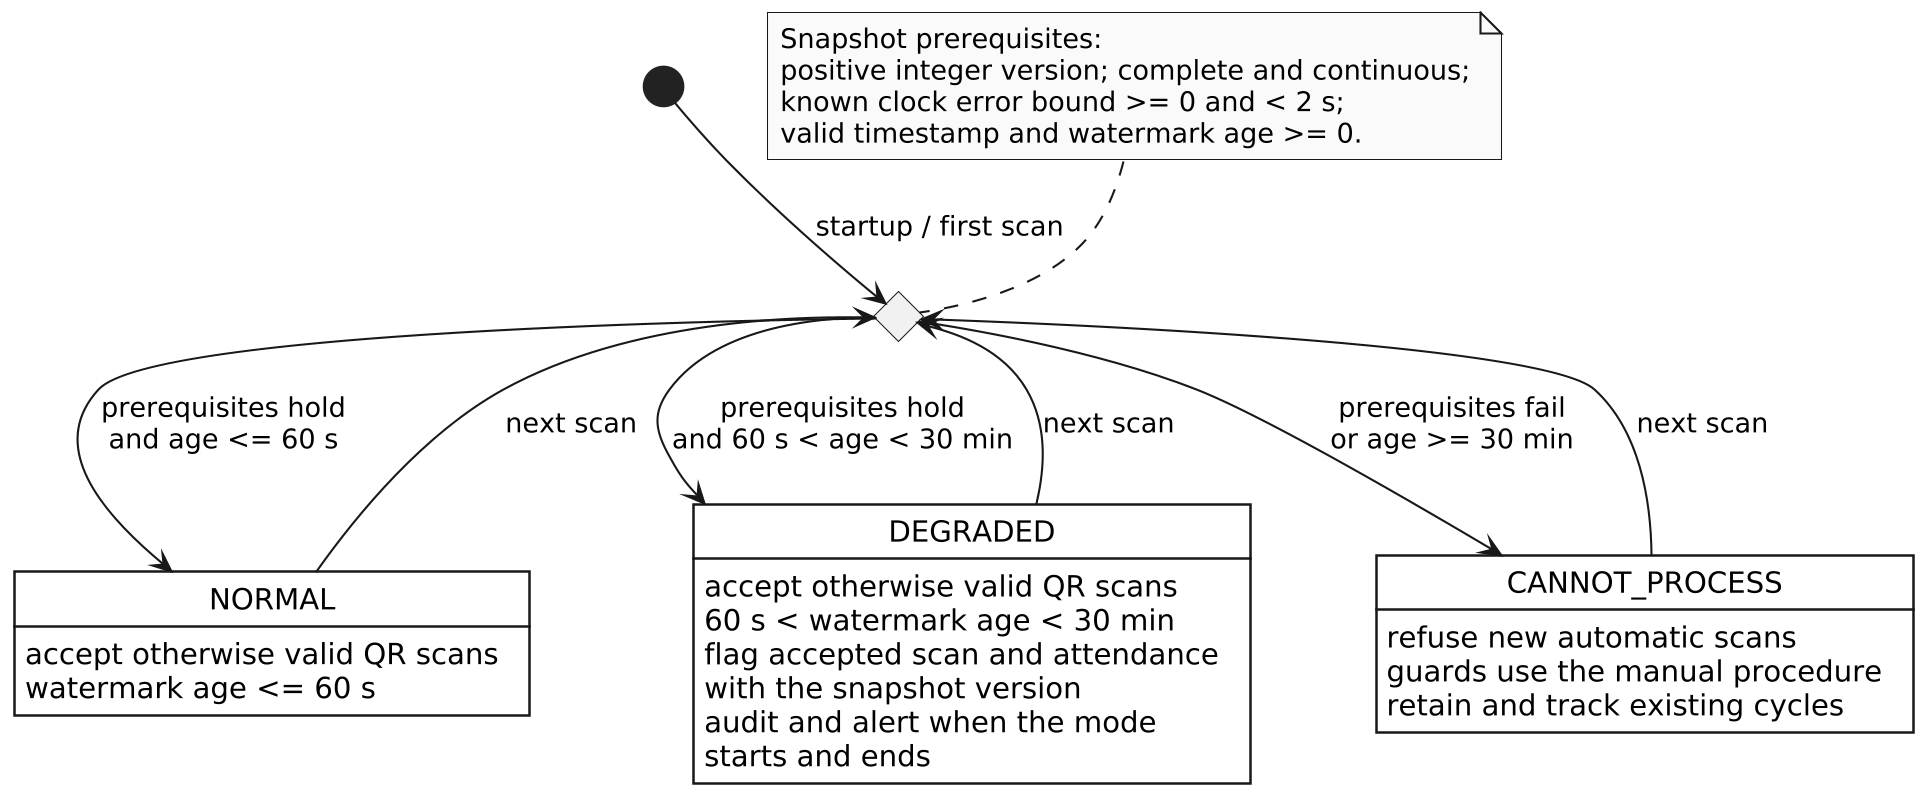 Snapshot prerequisites:
positive integer version; complete and continuous;
known clock error bound >= 0 and < 2 s;
valid timestamp and watermark age >= 0.
startup / first scan
prerequisites hold
and age <= 60 s
next scan
prerequisites hold
and 60 s < age < 30 min
next scan
prerequisites fail
or age >= 30 min
next scan
NORMAL
accept otherwise valid QR scans
watermark age <= 60 s
DEGRADED
accept otherwise valid QR scans
60 s < watermark age < 30 min
flag accepted scan and attendance
with the snapshot version
audit and alert when the mode
starts and ends
CANNOT_PROCESS
refuse new automatic scans
guards use the manual procedure
retain and track existing cycles